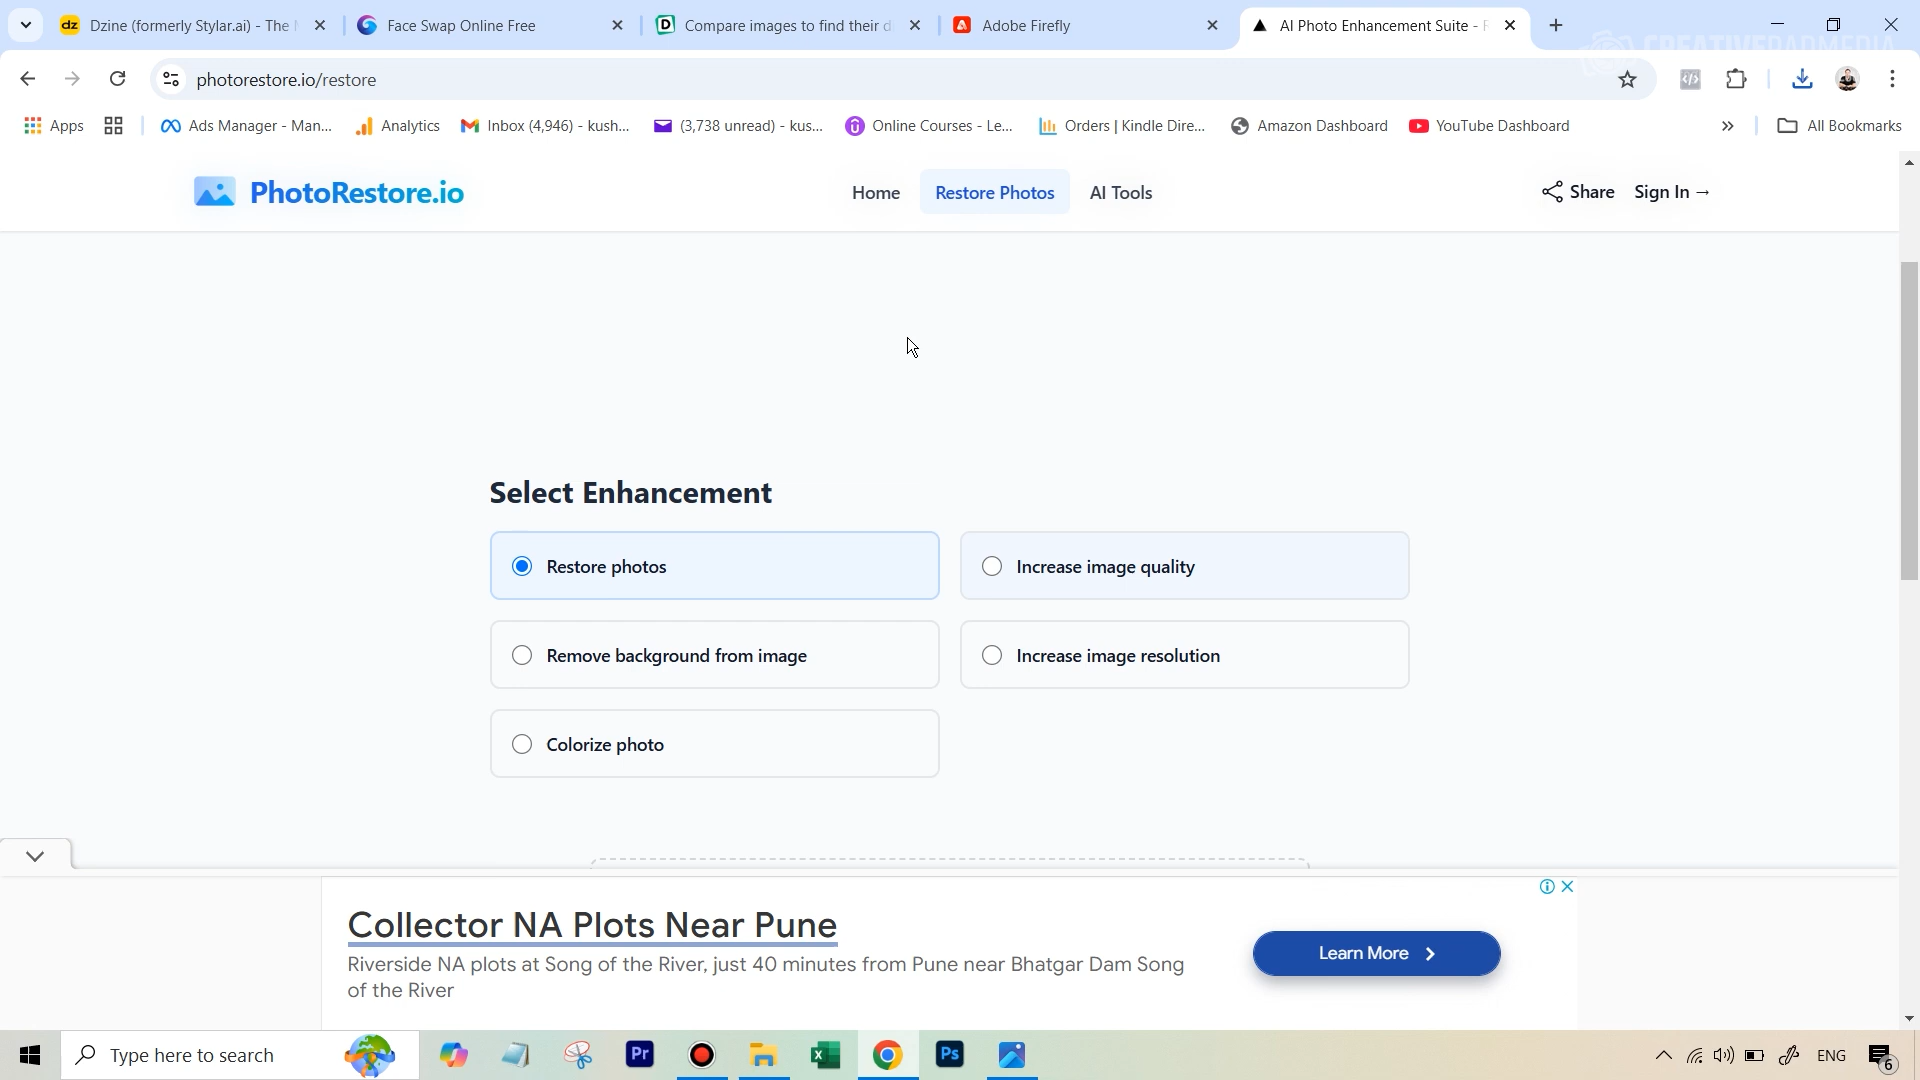 dz Dzine (formerly Stylar.ai) - The
Face Swap Online Free
Compare images to find their d
Adobe Firefly
AI Photo Enhancement Suite -
CREATIVEDADMEDIA
photorestore.io/restore
Apps
Ads Manager - Man...
Analytics
Inbox (4,946) - kush...
(3,738 unread) - kus...
Online Courses - Le...
Orders | Kindle Dire...
Amazon Dashboard
YouTube Dashboard
All Bookmarks
PhotoRestore.io
Home
Restore Photos
AI Tools
Share
Sign In →
Select Enhancement
Restore photos
Increase image quality
Remove background from image
Increase image resolution
Colorize photo
Collector NA Plots Near Pune
Riverside NA plots at Song of the River, just 40 minutes from Pune near Bhatgar Dam Song
of the River
Learn More
Type here to search
Pr
Ps
ENG
6